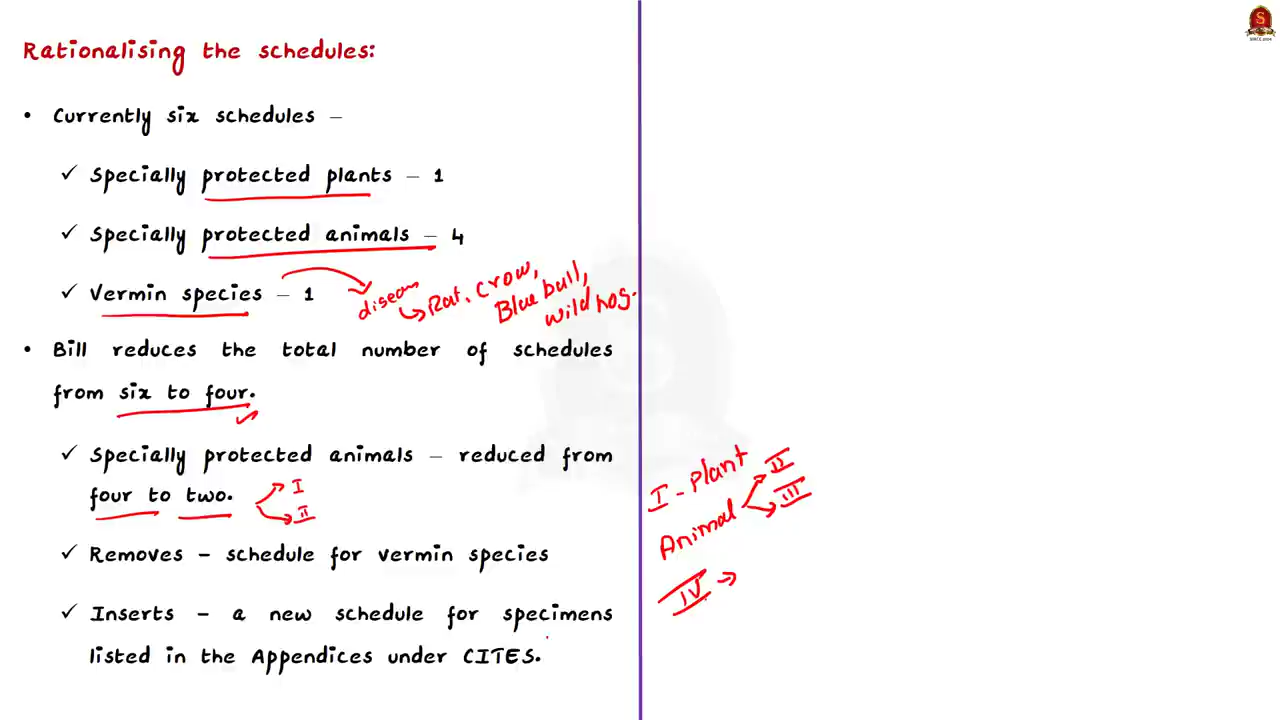 Rationalising the schedules:
• Currently six schedules –
✓ Specially protected plants – 1
✓ Specially protected animals – 4
✓ Vermin species – 1
Rat, crow,
Blue bull,
wild hog.
• Bill reduces the total number of schedules
from six to four.
✓ Specially protected animals – reduced from
four to two.
I
II
✓ Removes – schedule for vermin species
✓ Inserts – a new schedule for specimens
listed in the Appendices under CITES.
I - Plant
Animal
II
III
IV →
S
SINCE 2004